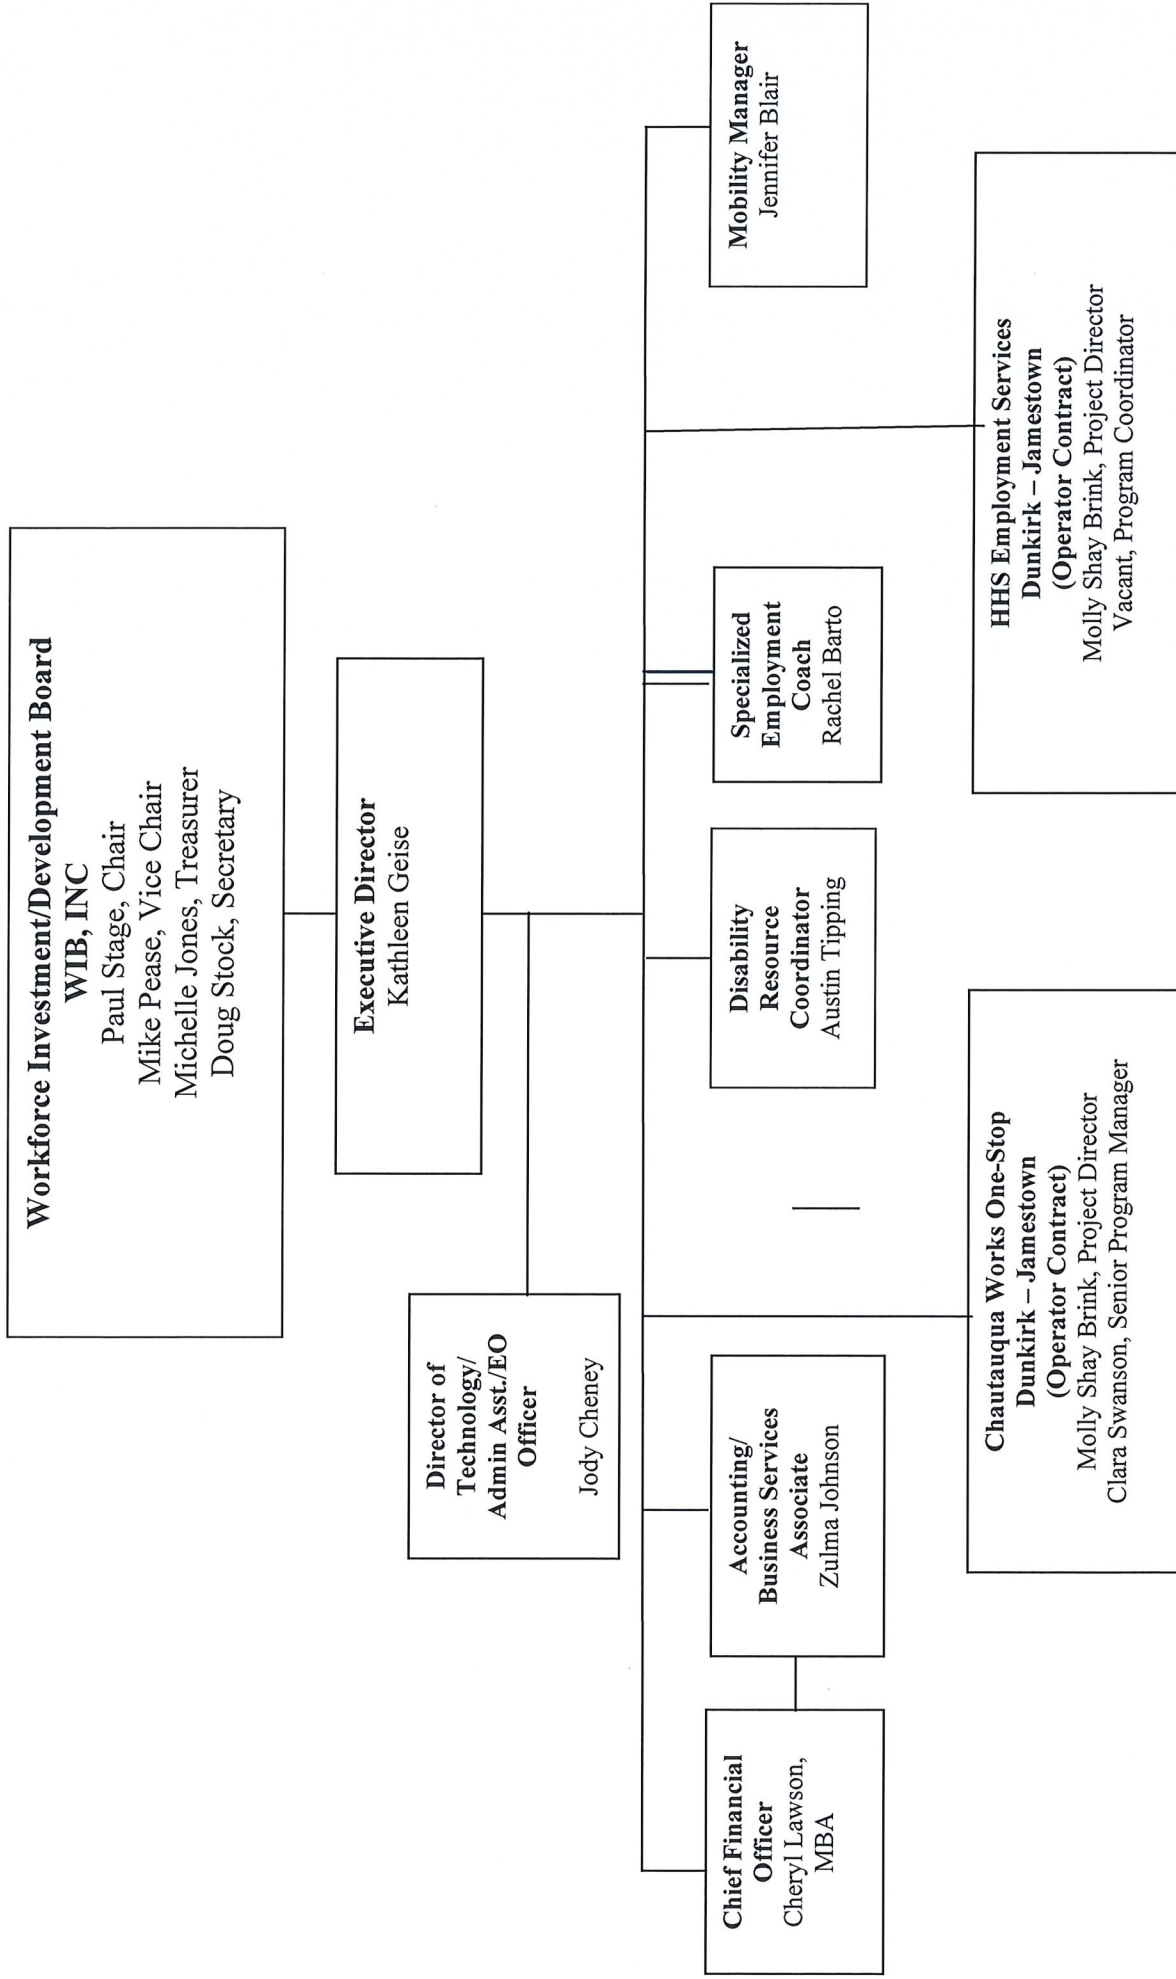 Workforce Investment/Development Board
WIB, INC
Paul Stage, Chair
Mike Pease, Vice Chair
Michelle Jones, Treasurer
Doug Stock, Secretary
Executive Director
Kathleen Geise
Director of
Technology/
Admin Asst./EO
Officer
Jody Cheney
Chief Financial
Officer
Cheryl Lawson,
MBA
Accounting/
Business Services
Associate
Zulma Johnson
Disability
Resource
Coordinator
Austin Tipping
Specialized
Employment
Coach
Rachel Barto
Mobility Manager
Jennifer Blair
Chautauqua Works One-Stop
Dunkirk – Jamestown
(Operator Contract)
Molly Shay Brink, Project Director
Clara Swanson, Senior Program Manager
HHS Employment Services
Dunkirk – Jamestown
(Operator Contract)
Molly Shay Brink, Project Director
Vacant, Program Coordinator